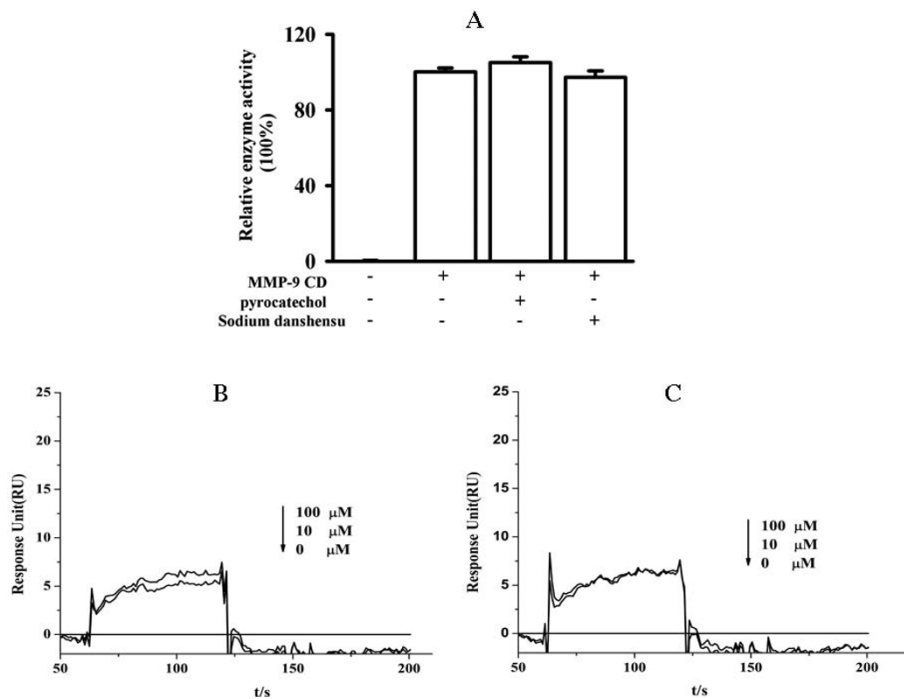 A
Relative enzyme activity
(100%)
120
80
40
0
MMP-9 CD - + + +
pyrocatechol - - + -
Sodium danshensu - - - +
B
Response Unit(RU)
25
20
15
10
5
0
100 μM
10 μM
0 μM
50 100 150 200
t/s
C
Response Unit(RU)
25
20
15
10
5
0
100 μM
10 μM
0 μM
50 100 150 200
t/s